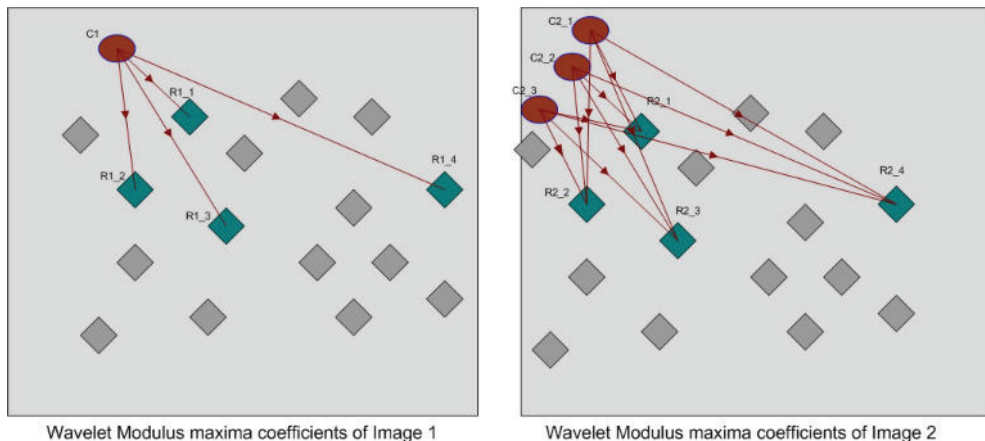 C1
R1_1
R1_2
R1_3
R1_4
Wavelet Modulus maxima coefficients of Image 1
C2_1
C2_2
C2_3
R2_1
R2_2
R2_3
R2_4
Wavelet Modulus maxima coefficients of Image 2